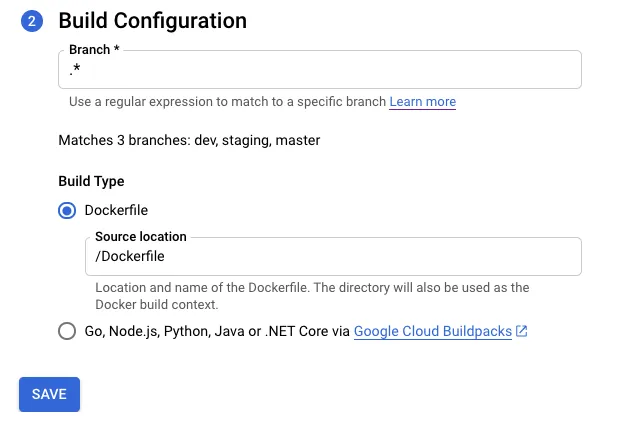 2 Build Configuration
Branch *
.*
Use a regular expression to match to a specific branch Learn more
Matches 3 branches: dev, staging, master
Build Type
Dockerfile
Source location
/Dockerfile
Location and name of the Dockerfile. The directory will also be used as the
Docker build context.
Go, Node.js, Python, Java or .NET Core via Google Cloud Buildpacks
SAVE